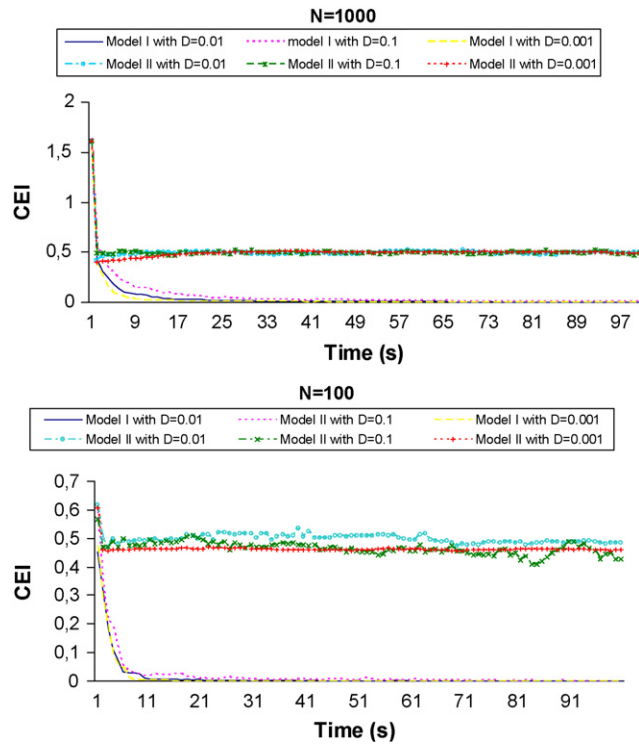 N=1000
Model I with D=0.01 model I with D=0.1 Model I with D=0.001
Model II with D=0.01 Model II with D=0.1 Model II with D=0.001
2
1,5
1
0,5
0
CEI
1 9 17 25 33 41 49 57 65 73 81 89 97
Time (s)
N=100
Model I with D=0.01 Model II with D=0.1 Model I with D=0.001
Model II with D=0.01 Model II with D=0.1 Model II with D=0.001
0,7
0,6
0,5
0,4
0,3
0,2
0,1
0
CEI
1 11 21 31 41 51 61 71 81 91
Time (s)